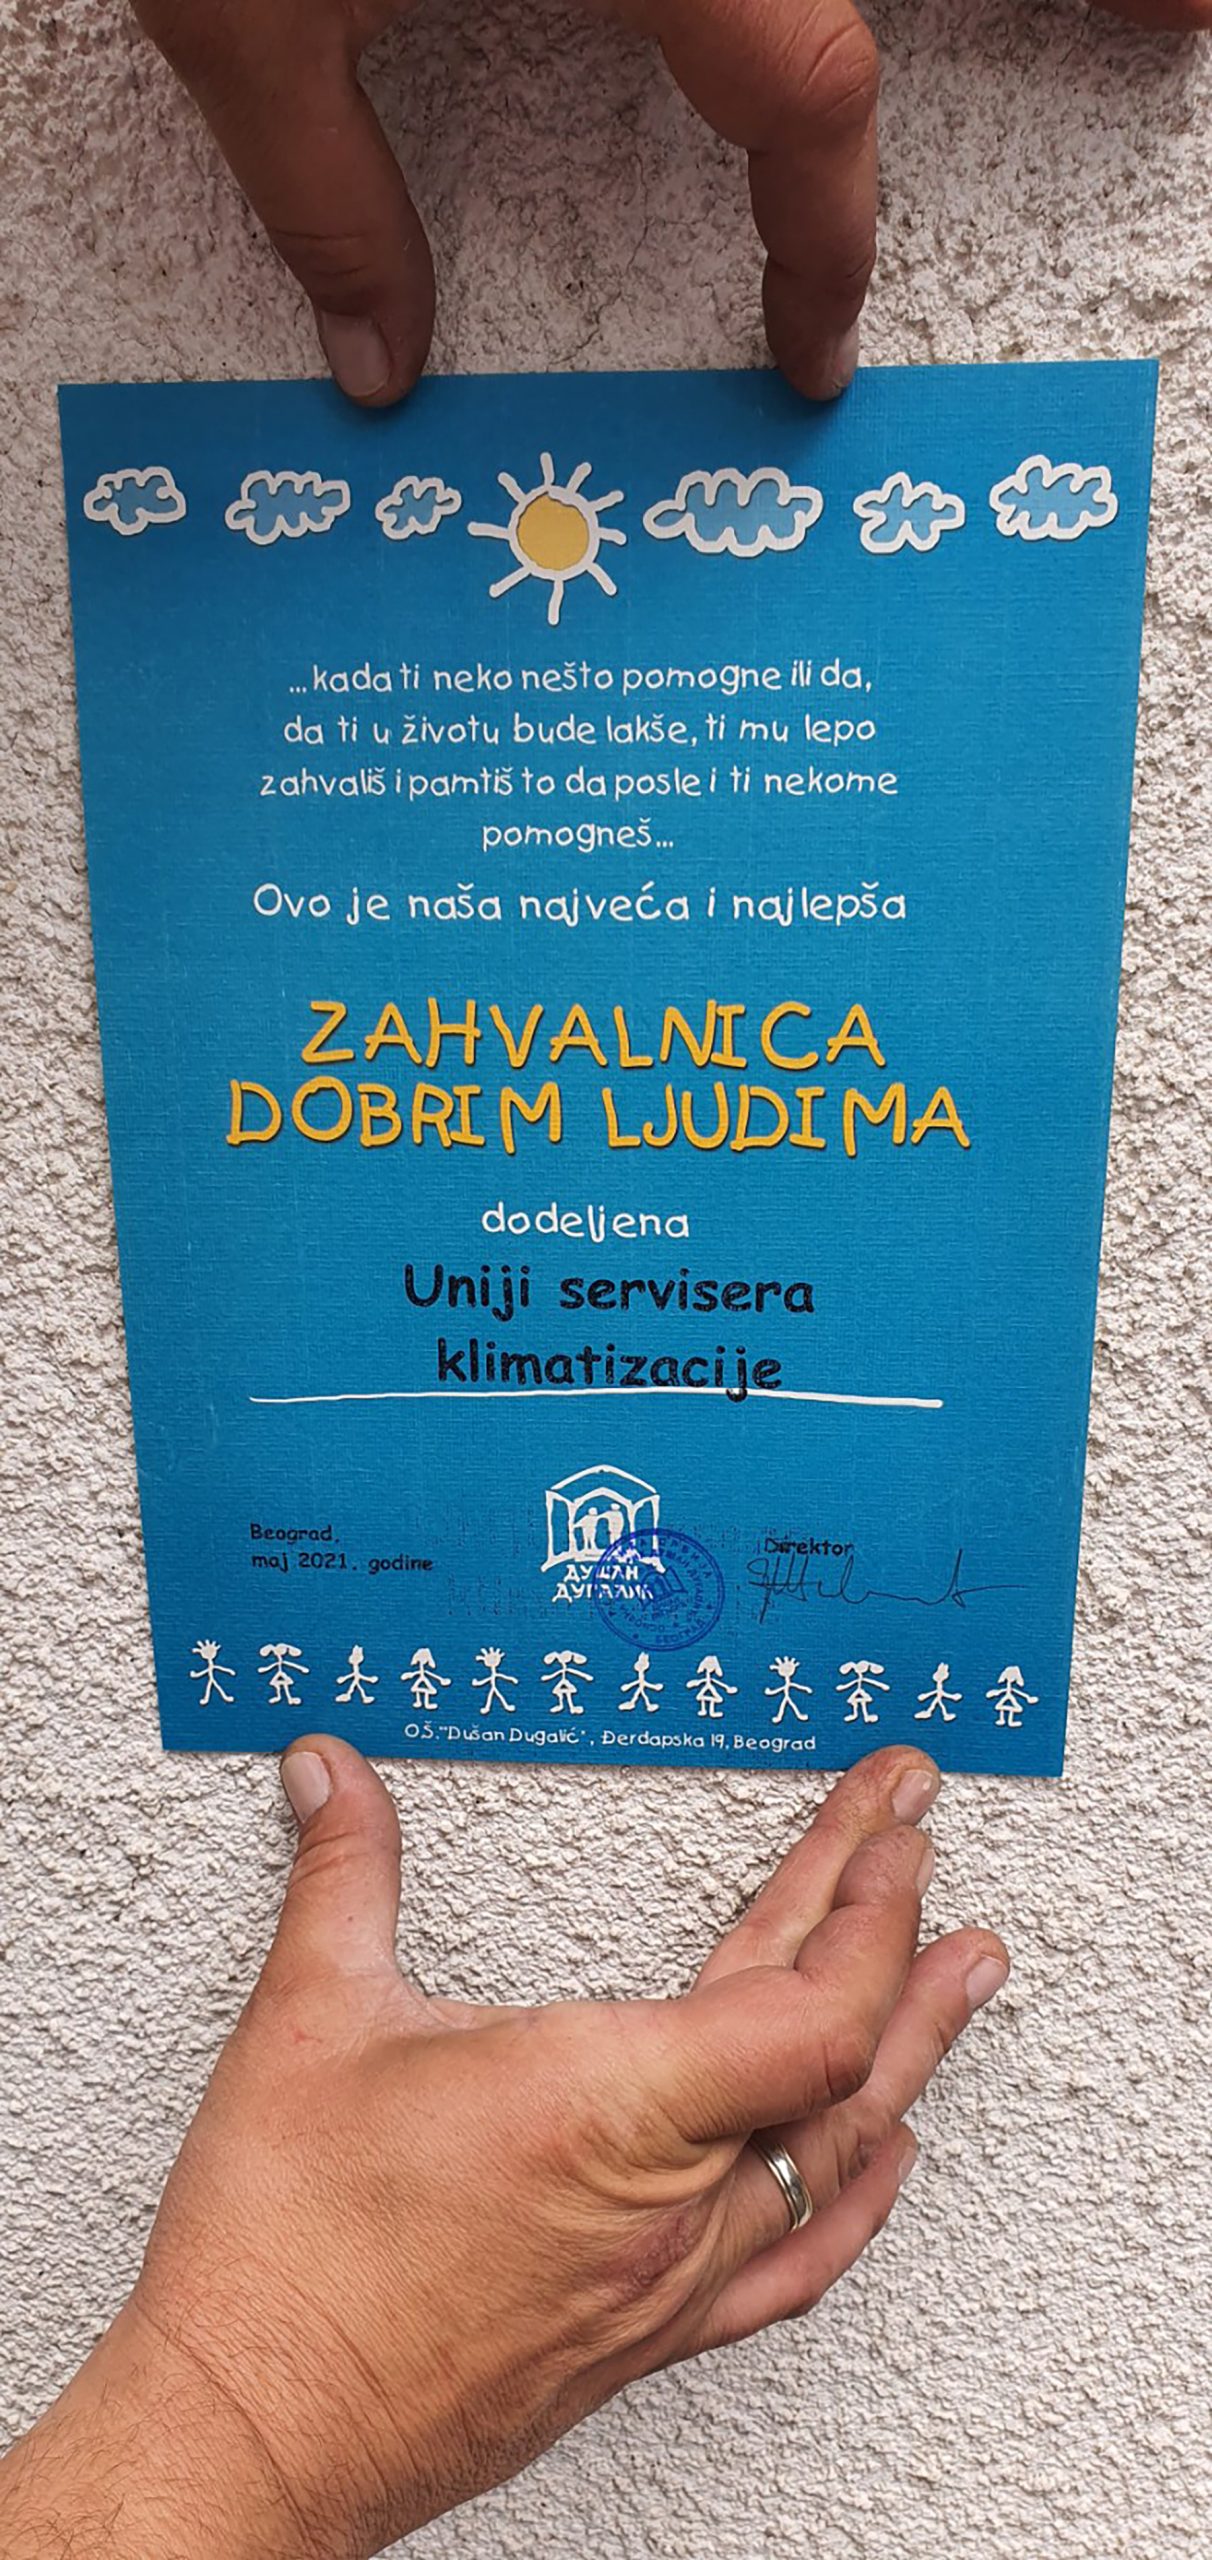 ...kada ti neko nešto pomogne ili da,
da ti u životu bude lakše, ti mu lepo
zahvališ i pamtiš to da posle i ti nekome
pomogneš...
Ovo je naša najveća i najlepša
ZAHVALNICA
DOBRIM LJUDIMA
dodeljena
Uniji servisera
klimatizacije
Beograd,
maj 2021. godine
ДУШАН
ДУГАЛИЋ
Direktor
БЕОГРАД
OŠ."Dušan Dugalić", Đerdapska 19, Beograd